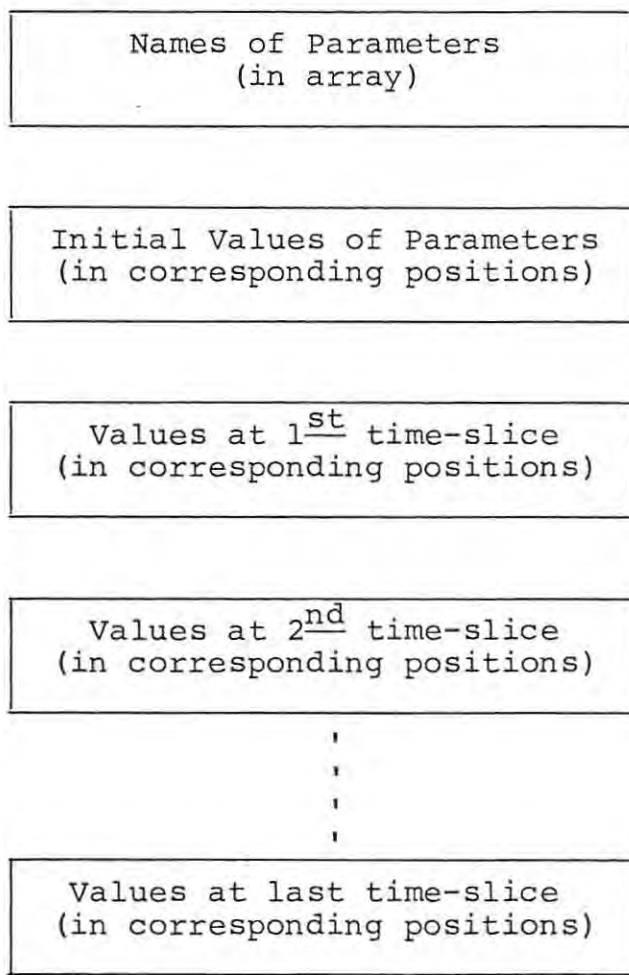 Names of Parameters
(in array)
Initial Values of Parameters
(in corresponding positions)
Values at 1st time-slice
(in corresponding positions)
Values at 2nd time-slice
(in corresponding positions)
Values at last time-slice
(in corresponding positions)